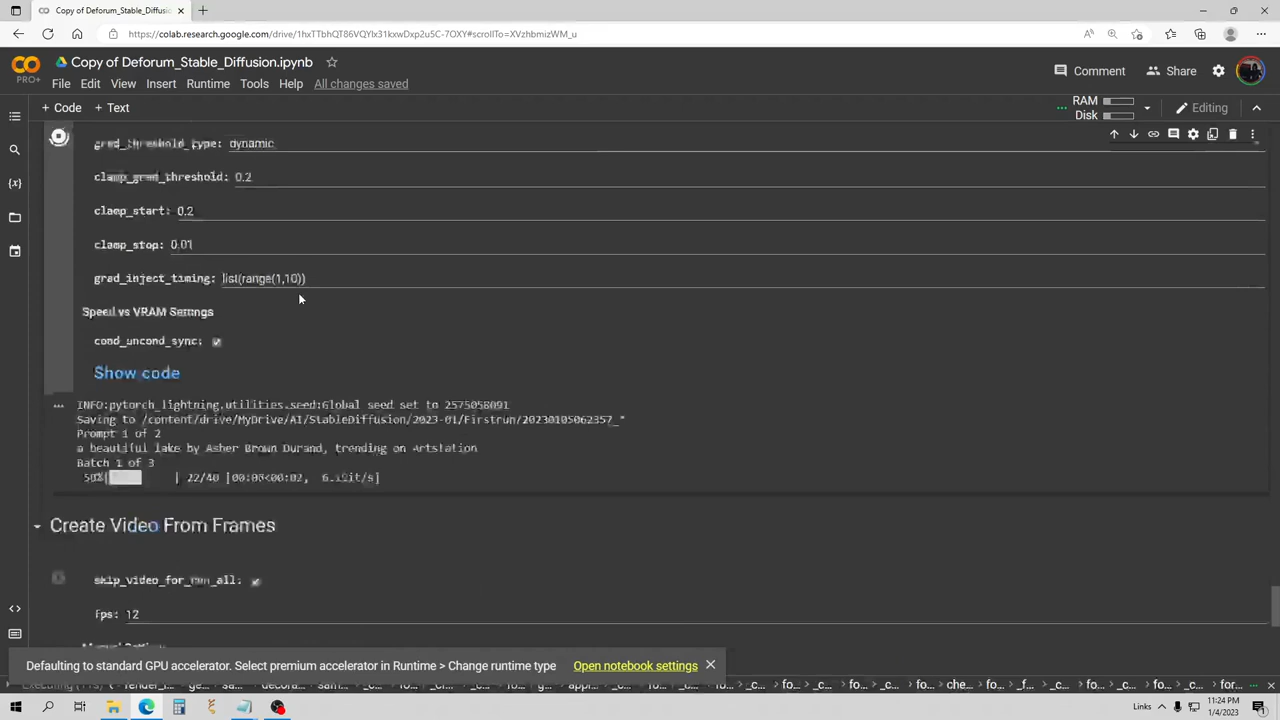 Copy of Deforum_Stable_Diffusi
https://colab.research.google.com/drive/1hxTTbhQT86VQYlx31kxwDxp2uSC-7OXY#scrollTo=XVzhbmizWM_u
CO
PRO+
Copy of Deforum_Stable_Diffusion.ipynb
Comment
Share
File Edit View Insert Runtime Tools Help All changes saved
+ Code + Text
RAM
Disk
Editing
grad_threshold_type: dynamic
clamp_grad_threshold: 0.2
clamp_start: 0.2
clamp_stop: 0.01
grad_inject_timing: list(range(1,10))
Speed vs VRAM Settings
cond_uncond_sync:
Show code
INFO:pytorch_lightning.utilities.seed:Global seed set to 2575058091
Saving to /content/drive/MyDrive/AI/StableDiffusion/2023-01/Firstrun/20230105062357_*
Prompt 1 of 2
a beautiful lake by Asher Brown Durand, trending on Artstation
Batch 1 of 3
| 22/40 [00:03<00:02, 6.12it/s]
Create Video From Frames
skip_video_for_run_all:
fps: 12
Defaulting to standard GPU accelerator. Select premium accelerator in Runtime > Change runtime type Open notebook settings
Links
11:24 PM
1/4/2023